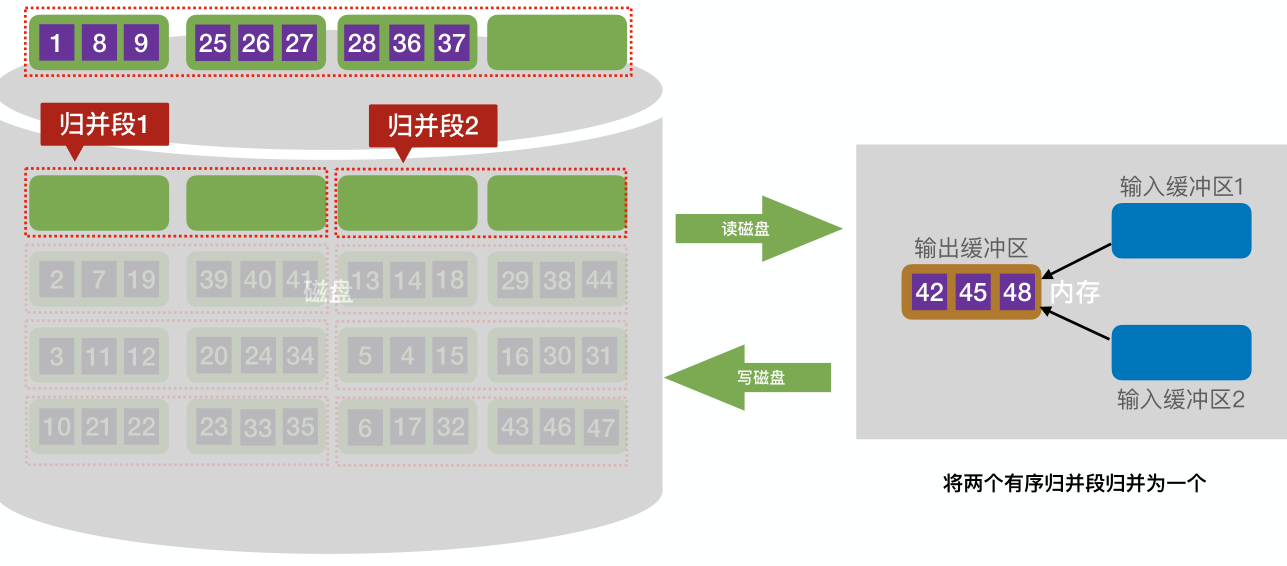 1 8 9 25 26 27 28 36 37
归并段1 归并段2
读磁盘
输入缓冲区1
输出缓冲区
2 7 19 39 40 41 13 14 18 29 38 44
磁盘
42 45 48 内存
3 11 12 20 24 34 5 4 15 16 30 31
写磁盘
输入缓冲区2
10 21 22 23 33 35 6 17 32 43 46 47
将两个有序归并段归并为一个